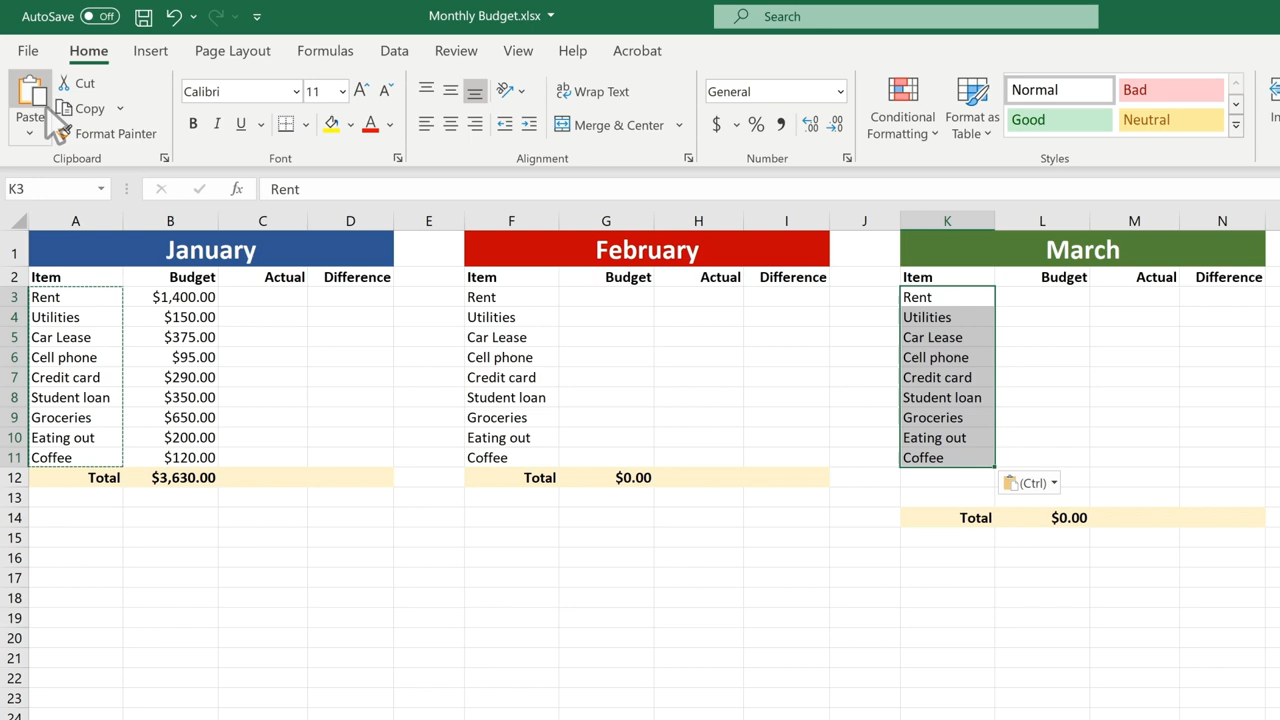 AutoSave Off Monthly Budget.xlsx Search
File Home Insert Page Layout Formulas Data Review View Help Acrobat
Paste
Cut
Copy
Format Painter
Clipboard
Calibri 11
B I U A
Font
Wrap Text
Merge & Center
Alignment
General
$ % 9
Number
Conditional Formatting
Format as Table
Normal Bad
Good Neutral
Styles
K3 fx Rent
A B C D E F G H I J K L M N
1 January February March
2 Item Budget Actual Difference Item Budget Actual Difference Item Budget Actual Difference
3 Rent $1,400.00 Rent Rent
4 Utilities $150.00 Utilities Utilities
5 Car Lease $375.00 Car Lease Car Lease
6 Cell phone $95.00 Cell phone Cell phone
7 Credit card $290.00 Credit card Credit card
8 Student loan $350.00 Student loan Student loan
9 Groceries $650.00 Groceries Groceries
10 Eating out $200.00 Eating out Eating out
11 Coffee $120.00 Coffee Coffee
12 Total $3,630.00 Total $0.00
(Ctrl)
13
14 Total $0.00
15
16
17
18
19
20
21
22
23
24